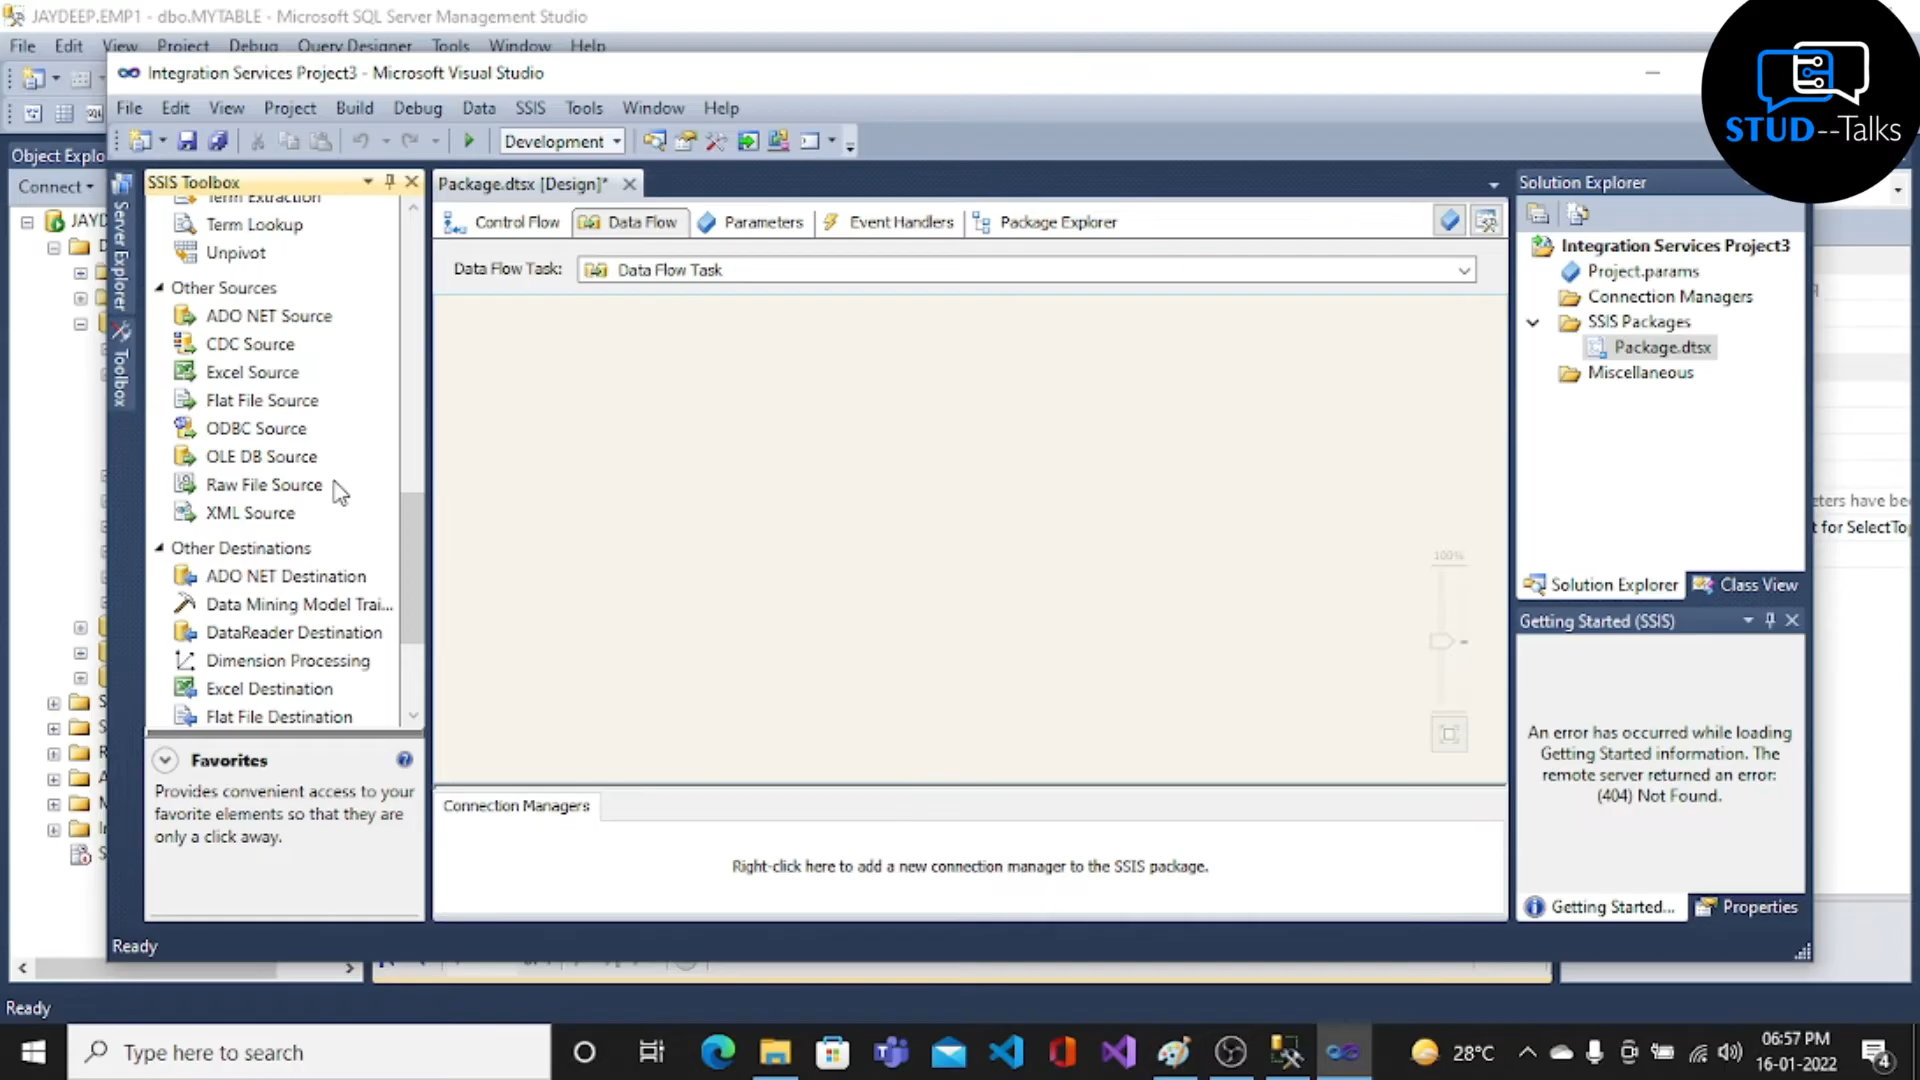 JAYDEEP.EMP1 - dbo.MYTABLE - Microsoft SQL Server Management Studio
File Edit View Project Debug Query Designer Tools Window Help
Integration Services Project3 - Microsoft Visual Studio
File Edit View Project Build Debug Data SSIS Tools Window Help
Development
STUD--Talks
Object Explo
Connect
JAYD
D
Server Explorer
Toolbox
SSIS Toolbox
Term Extraction
Term Lookup
Unpivot
Other Sources
ADO NET Source
CDC Source
Excel Source
Flat File Source
ODBC Source
OLE DB Source
Raw File Source
XML Source
Other Destinations
ADO NET Destination
Data Mining Model Trai...
DataReader Destination
Dimension Processing
Excel Destination
Flat File Destination
Favorites
Provides convenient access to your
favorite elements so that they are
only a click away.
Package.dtsx [Design]*
Control Flow Data Flow Parameters Event Handlers Package Explorer
Data Flow Task: Data Flow Task
100%
Connection Managers
Right-click here to add a new connection manager to the SSIS package.
Solution Explorer
Integration Services Project3
Project.params
Connection Managers
SSIS Packages
Package.dtsx
Miscellaneous
Solution Explorer Class View
Getting Started (SSIS)
An error has occurred while loading
Getting Started information. The
remote server returned an error:
(404) Not Found.
Getting Started... Properties
eters have bee
t for SelectTop
Ready
Ready
Type here to search
28°C
06:57 PM
16-01-2022
4